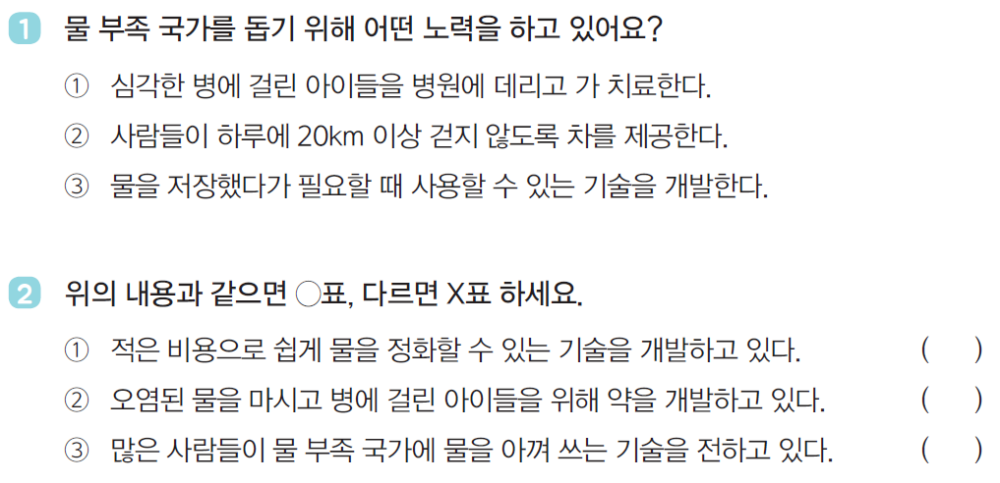 1 물 부족 국가를 돕기 위해 어떤 노력을 하고 있어요?
① 심각한 병에 걸린 아이들을 병원에 데리고 가 치료한다.
② 사람들이 하루에 20km 이상 걷지 않도록 차를 제공한다.
③ 물을 저장했다가 필요할 때 사용할 수 있는 기술을 개발한다.
2 위의 내용과 같으면 ◯표, 다르면 X표 하세요.
① 적은 비용으로 쉽게 물을 정화할 수 있는 기술을 개발하고 있다. ( )
② 오염된 물을 마시고 병에 걸린 아이들을 위해 약을 개발하고 있다. ( )
③ 많은 사람들이 물 부족 국가에 물을 아껴 쓰는 기술을 전하고 있다. ( )